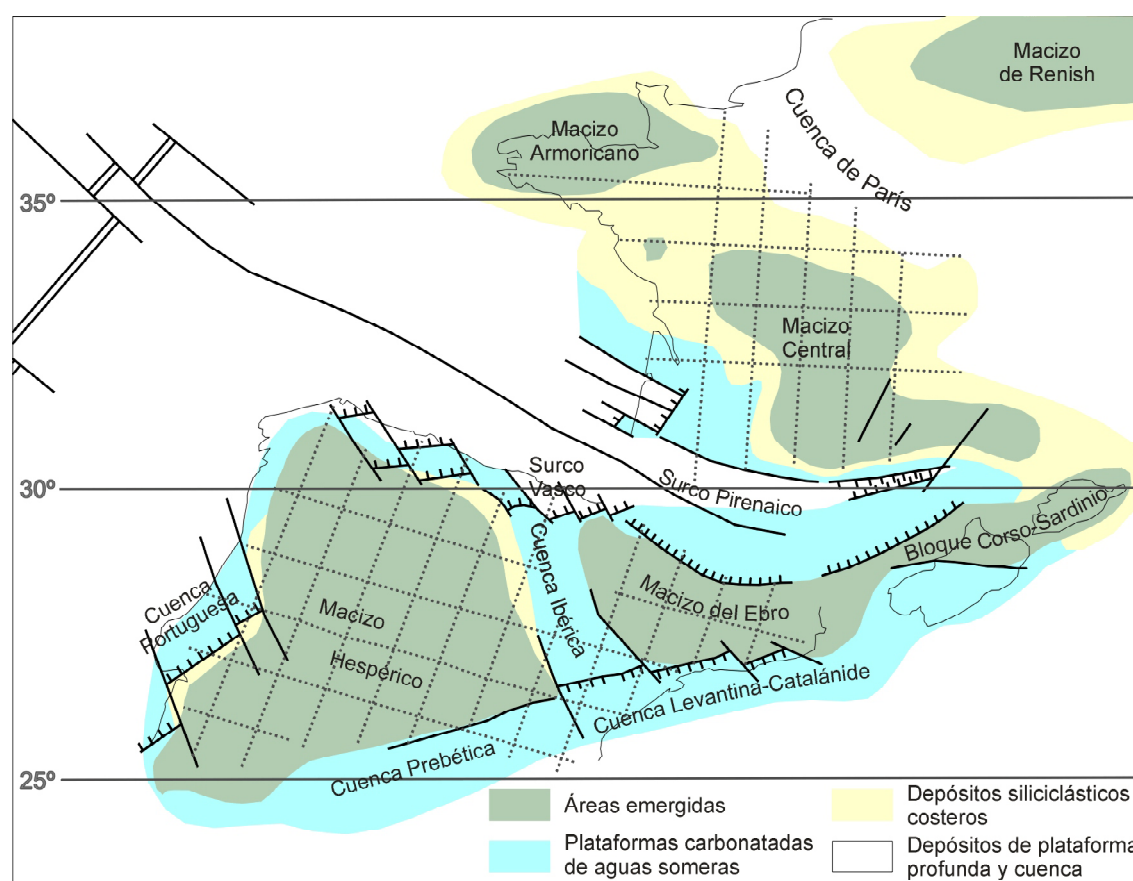 Macizo
de Renish
Cuenca de París
Macizo
Armoricano
35º
Macizo
Central
Surco
Vasco
30º
Surco Pirenaico
Bloque Corso-Sardinio
Cuenca Ibérica
Cuenca
Portuguesa
Macizo
Hespérico
Macizo del Ebro
Cuenca Levantina-Catalánide
Cuenca Prebética
25º
Áreas emergidas
Plataformas carbonatadas
de aguas someras
Depósitos siliciclásticos
costeros
Depósitos de plataforma
profunda y cuenca